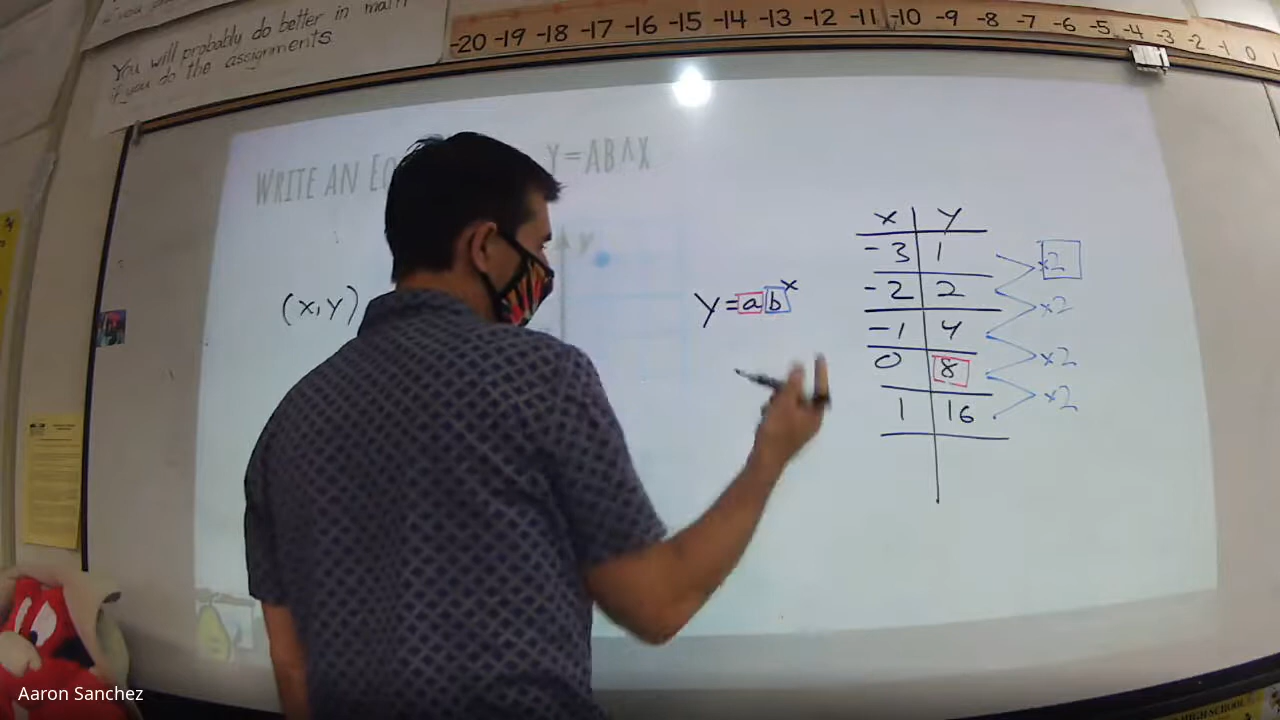 You will probably do better in math
if you do the assignments
-20 -19 -18 -17 -16 -15 -14 -13 -12 -11 -10 -9 -8 -7 -6 -5 -4 -3 -2 -1 0
WRITE AN Y=AB^X
y
(x,y)
y=ab^x
x y
-3 1
-2 2
-1 4
0 8
1 16
x2
x2
x2
x2
Aaron Sanchez
HIGH SCHOOL